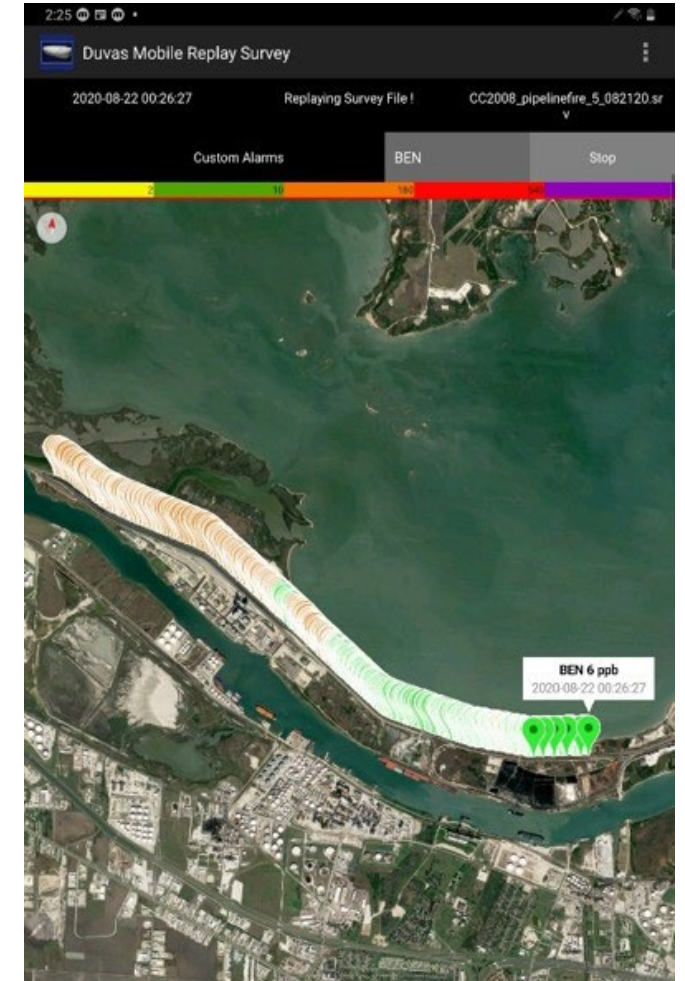 2:25
Duvas Mobile Replay Survey
2020-08-22 00:26:27
Replaying Survey File !
CC2008_pipelinefire_5_082120.sr
v
Custom Alarms
BEN
Stop
2
10
180
540
BEN 6 ppb
2020-08-22 00:26:27